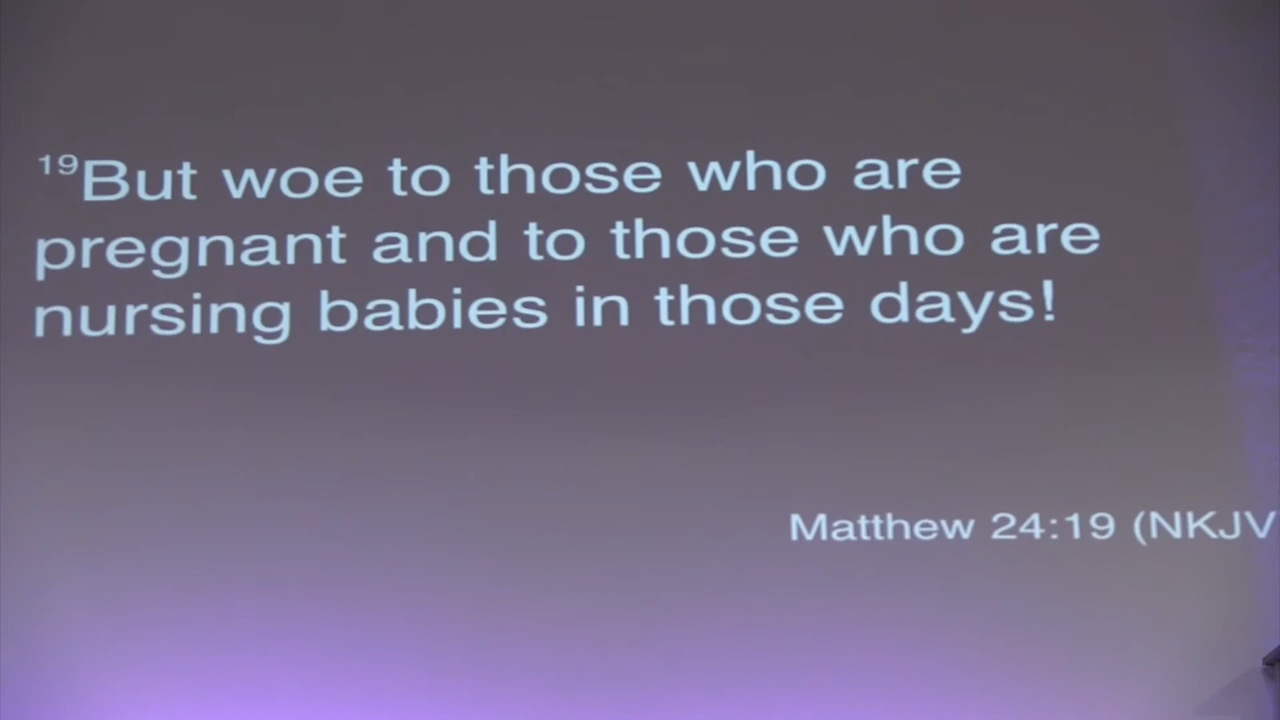 19But woe to those who are
pregnant and to those who are
nursing babies in those days!
Matthew 24:19 (NKJV